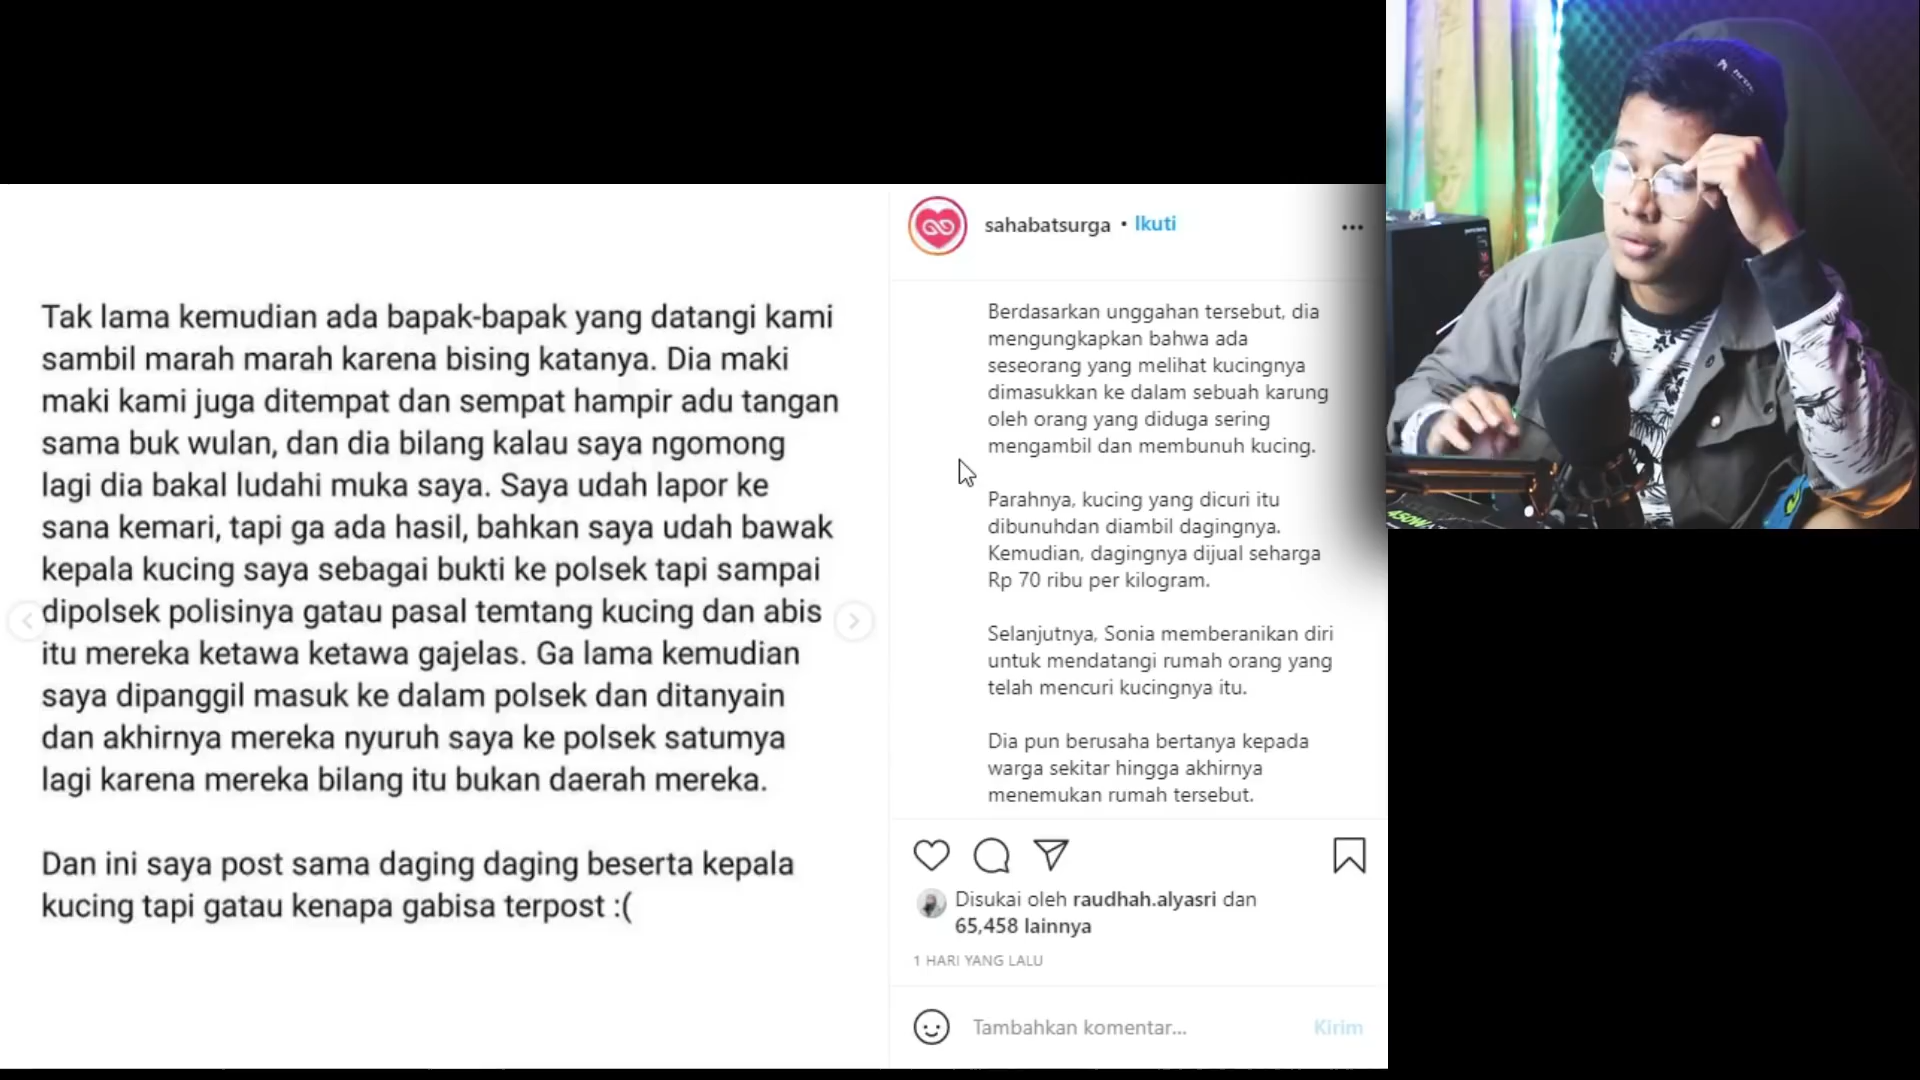 Tak lama kemudian ada bapak-bapak yang datangi kami
sambil marah marah karena bising katanya. Dia maki
maki kami juga ditempat dan sempat hampir adu tangan
sama buk wulan, dan dia bilang kalau saya ngomong
lagi dia bakal ludahi muka saya. Saya udah lapor ke
sana kemari, tapi ga ada hasil, bahkan saya udah bawak
kepala kucing saya sebagai bukti ke polsek tapi sampai
dipolsek polisinya gatau pasal temtang kucing dan abis
itu mereka ketawa ketawa gajelas. Ga lama kemudian
saya dipanggil masuk ke dalam polsek dan ditanyain
dan akhirnya mereka nyuruh saya ke polsek satumya
lagi karena mereka bilang itu bukan daerah mereka.
Dan ini saya post sama daging daging beserta kepala
kucing tapi gatau kenapa gabisa terpost :(
sahabatsurga • Ikuti
Berdasarkan unggahan tersebut, dia
mengungkapkan bahwa ada
seseorang yang melihat kucingnya
dimasukkan ke dalam sebuah karung
oleh orang yang diduga sering
mengambil dan membunuh kucing.
Parahnya, kucing yang dicuri itu
dibunuhdan diambil dagingnya.
Kemudian, dagingnya dijual seharga
Rp 70 ribu per kilogram.
Selanjutnya, Sonia memberanikan diri
untuk mendatangi rumah orang yang
telah mencuri kucingnya itu.
Dia pun berusaha bertanya kepada
warga sekitar hingga akhirnya
menemukan rumah tersebut.
Disukai oleh raudhah.alyasri dan
65,458 lainnya
1 HARI YANG LALU
Tambahkan komentar...
Kirim